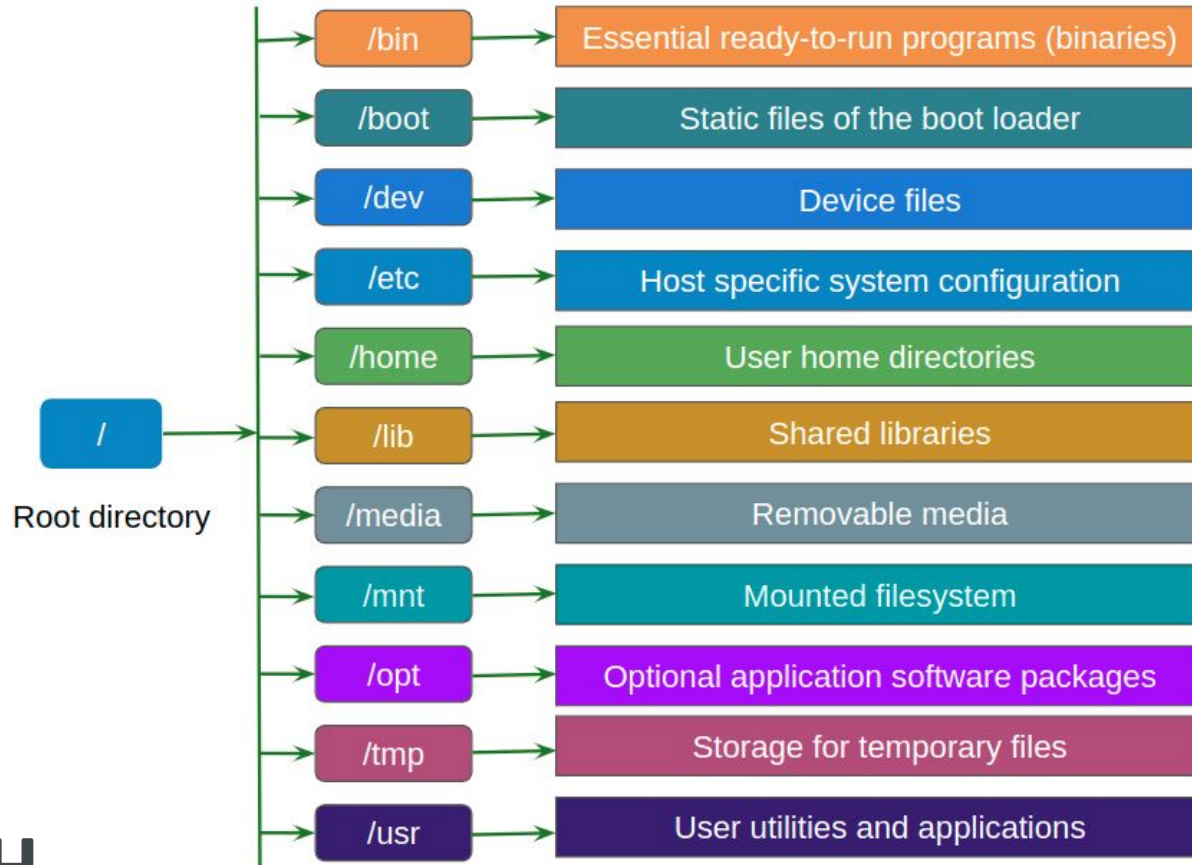 /bin
Essential ready-to-run programs (binaries)
/boot
Static files of the boot loader
/dev
Device files
/etc
Host specific system configuration
/home
User home directories
/
Root directory
/lib
Shared libraries
/media
Removable media
/mnt
Mounted filesystem
/opt
Optional application software packages
/tmp
Storage for temporary files
/usr
User utilities and applications